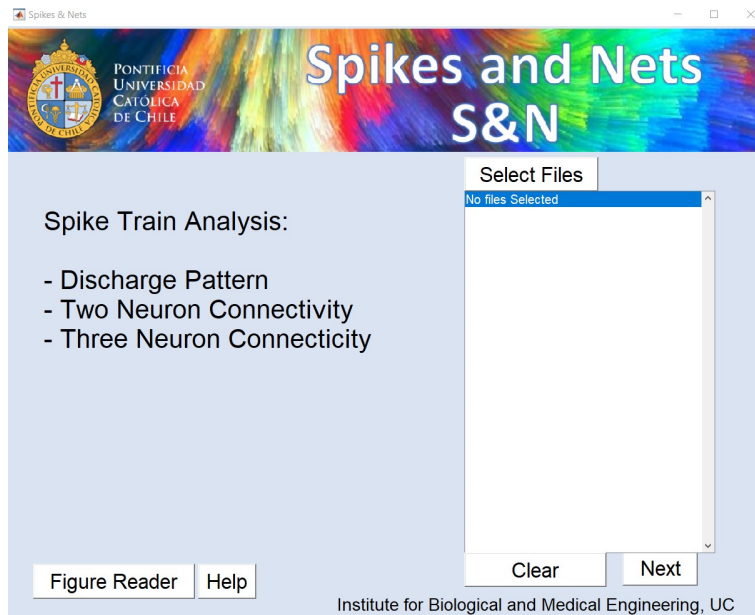 Spikes & Nets
PONTIFICIA
UNIVERSIDAD
CATÓLICA
DE CHILE
Spikes and Nets
S&N
Select Files
No files Selected
Spike Train Analysis:
- Discharge Pattern
- Two Neuron Connectivity
- Three Neuron Connecticity
Figure Reader
Help
Clear
Next
Institute for Biological and Medical Engineering, UC